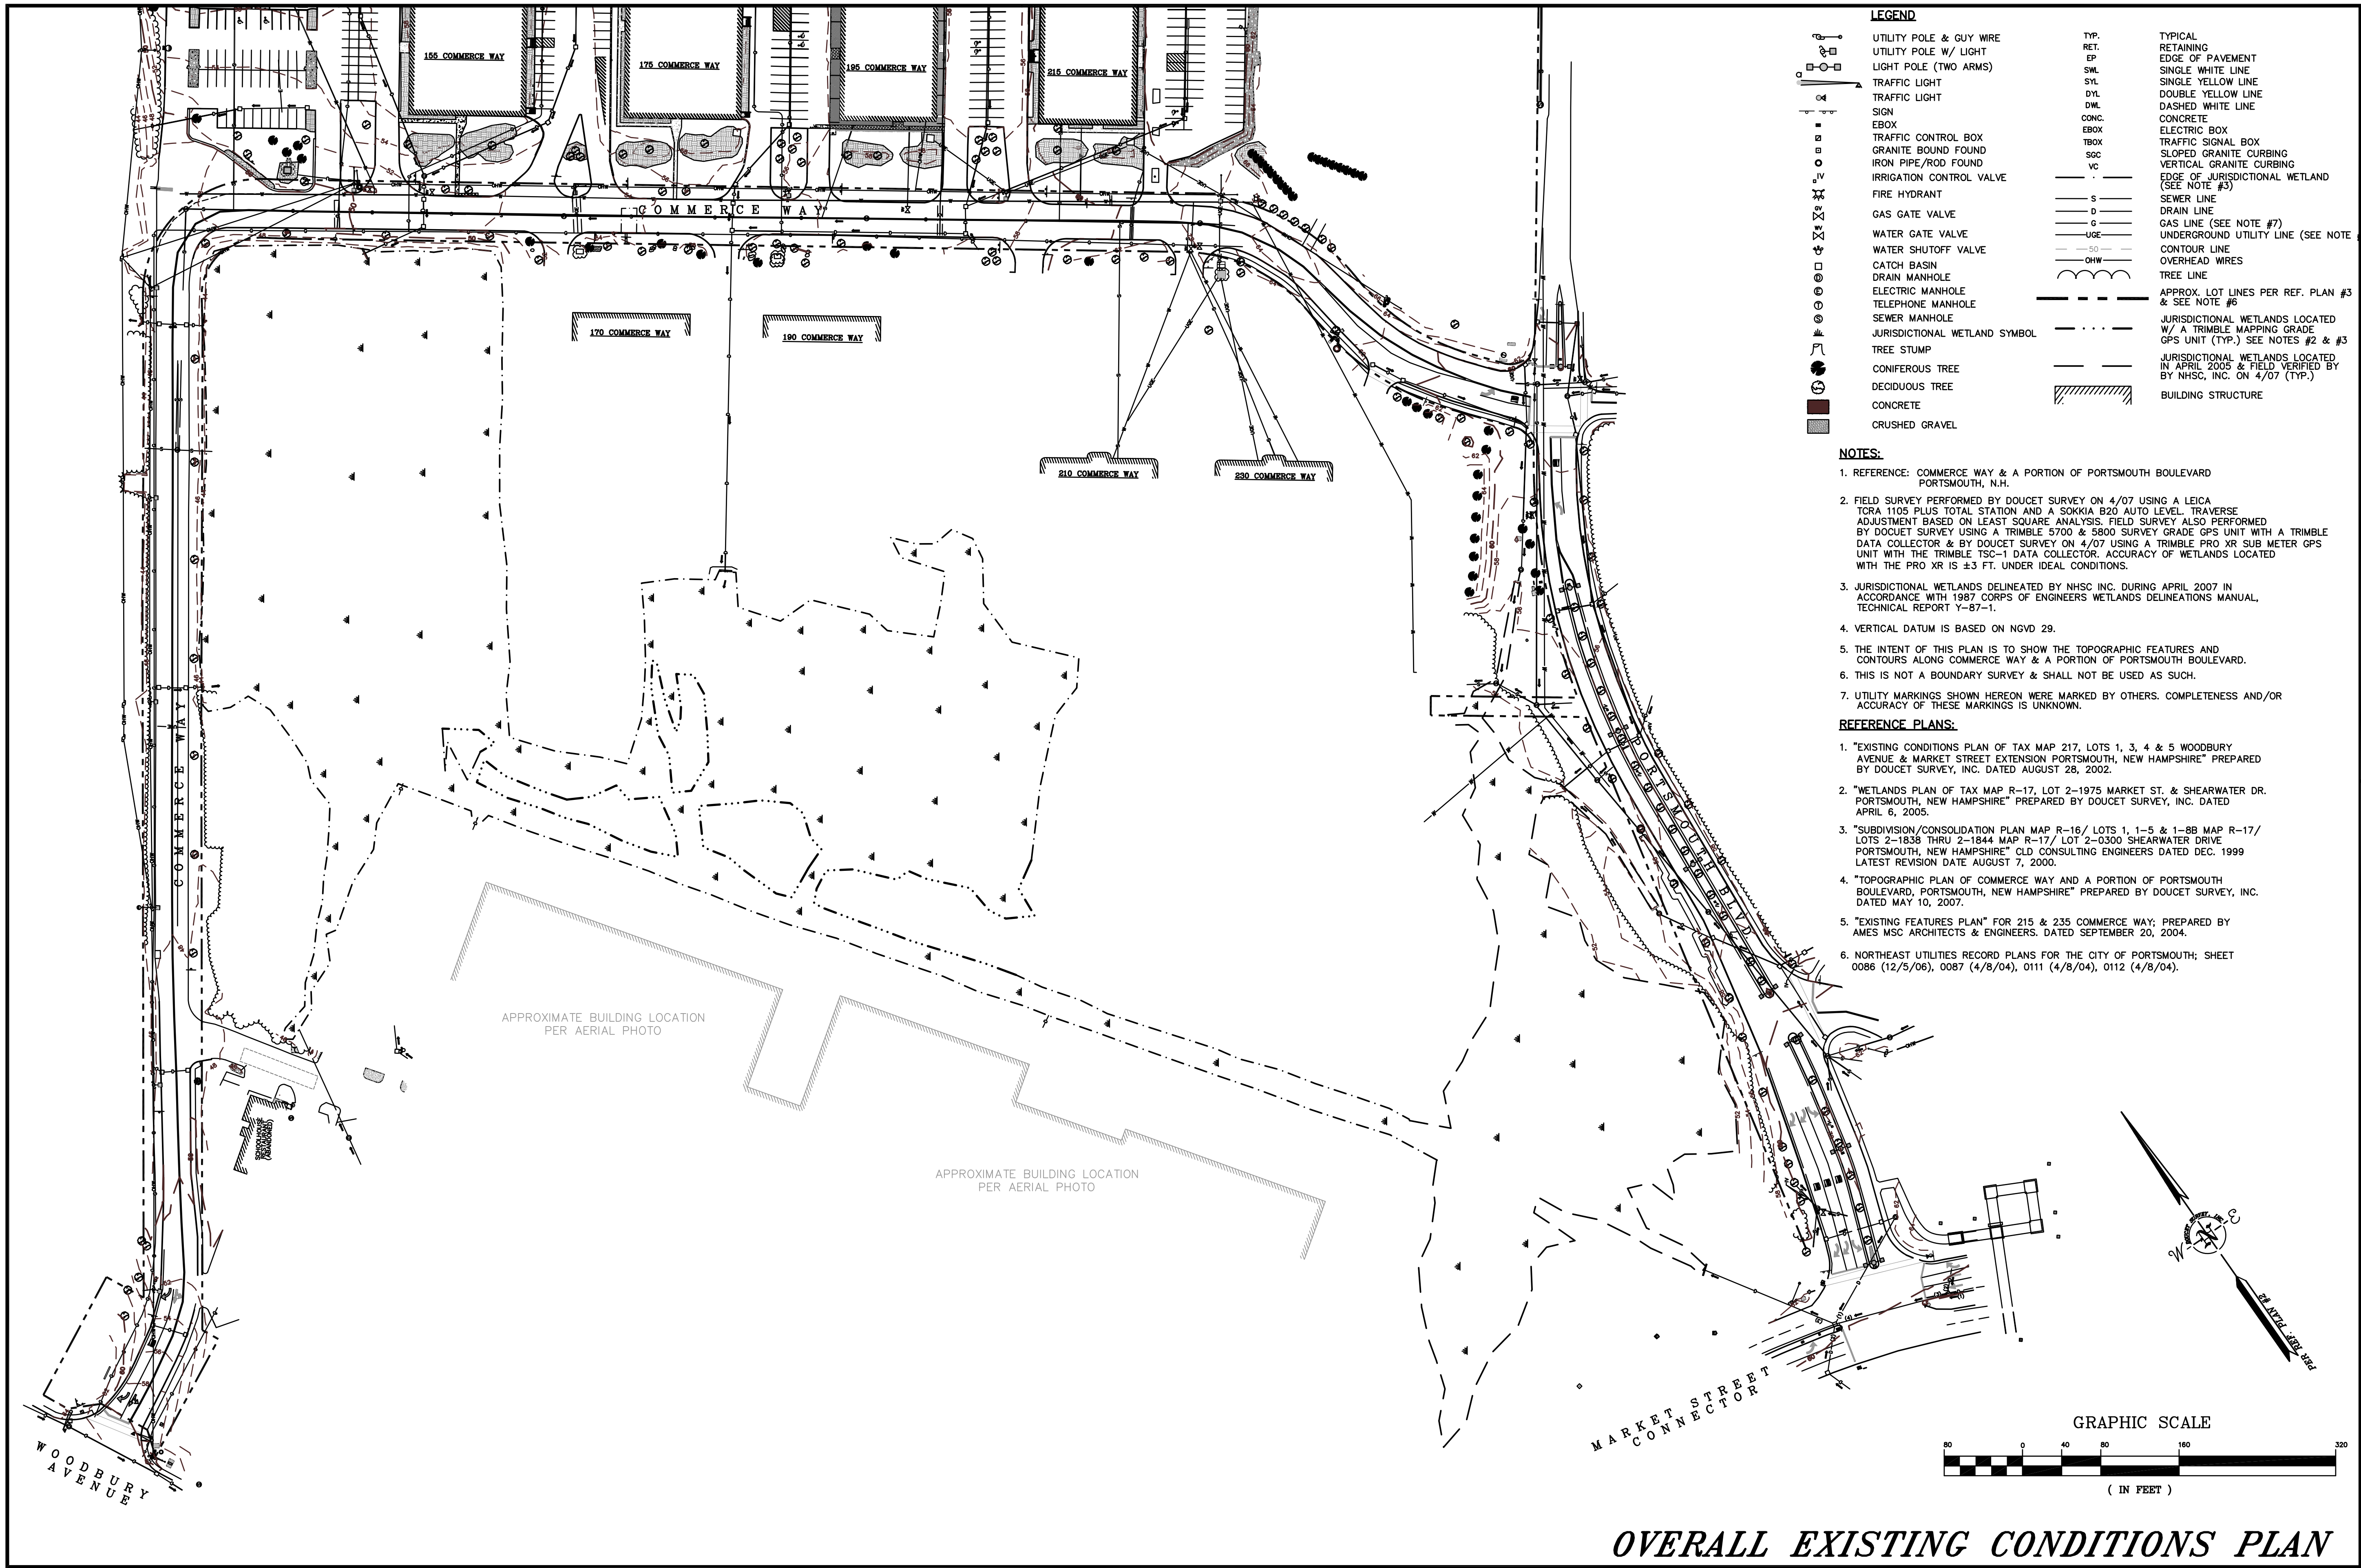 155 COMMERCE WAY
175 COMMERCE WAY
195 COMMERCE WAY
215 COMMERCE WAY
COMMERCE WAY
170 COMMERCE WAY
190 COMMERCE WAY
210 COMMERCE WAY
230 COMMERCE WAY
COMMERCE WAY
PORTSMOUTH BLVD
APPROXIMATE BUILDING LOCATION
PER AERIAL PHOTO
APPROXIMATE BUILDING LOCATION
PER AERIAL PHOTO
SCHOOLHOUSE
RESTAURANT
(ABANDONED)
WOODBURY
AVENUE
MARKET STREET
CONNECTOR
LEGEND
UTILITY POLE & GUY WIRE
UTILITY POLE W/ LIGHT
LIGHT POLE (TWO ARMS)
TRAFFIC LIGHT
TRAFFIC LIGHT
SIGN
EBOX
TRAFFIC CONTROL BOX
GRANITE BOUND FOUND
IRON PIPE/ROD FOUND
IV IRRIGATION CONTROL VALVE
FIRE HYDRANT
GV GAS GATE VALVE
WV WATER GATE VALVE
WATER SHUTOFF VALVE
CATCH BASIN
D DRAIN MANHOLE
E ELECTRIC MANHOLE
T TELEPHONE MANHOLE
S SEWER MANHOLE
JURISDICTIONAL WETLAND SYMBOL
TREE STUMP
CONIFEROUS TREE
DECIDUOUS TREE
CONCRETE
CRUSHED GRAVEL
TYP. TYPICAL
RET. RETAINING
EP EDGE OF PAVEMENT
SWL SINGLE WHITE LINE
SYL SINGLE YELLOW LINE
DYL DOUBLE YELLOW LINE
DWL DASHED WHITE LINE
CONC. CONCRETE
EBOX ELECTRIC BOX
TBOX TRAFFIC SIGNAL BOX
SGC SLOPED GRANITE CURBING
VC VERTICAL GRANITE CURBING
EDGE OF JURISDICTIONAL WETLAND
(SEE NOTE #3)
S SEWER LINE
D DRAIN LINE
G GAS LINE (SEE NOTE #7)
UGE UNDERGROUND UTILITY LINE (SEE NOTE
50 CONTOUR LINE
OHW OVERHEAD WIRES
TREE LINE
APPROX. LOT LINES PER REF. PLAN #3
& SEE NOTE #6
JURISDICTIONAL WETLANDS LOCATED
W/ A TRIMBLE MAPPING GRADE
GPS UNIT (TYP.) SEE NOTES #2 & #3
JURISDICTIONAL WETLANDS LOCATED
IN APRIL 2005 & FIELD VERIFIED BY
BY NHSC, INC. ON 4/07 (TYP.)
BUILDING STRUCTURE
NOTES:
1. REFERENCE: COMMERCE WAY & A PORTION OF PORTSMOUTH BOULEVARD
PORTSMOUTH, N.H.
2. FIELD SURVEY PERFORMED BY DOUCET SURVEY ON 4/07 USING A LEICA
TCRA 1105 PLUS TOTAL STATION AND A SOKKIA B20 AUTO LEVEL. TRAVERSE
ADJUSTMENT BASED ON LEAST SQUARE ANALYSIS. FIELD SURVEY ALSO PERFORMED
BY DOCUET SURVEY USING A TRIMBLE 5700 & 5800 SURVEY GRADE GPS UNIT WITH A TRIMBLE
DATA COLLECTOR & BY DOUCET SURVEY ON 4/07 USING A TRIMBLE PRO XR SUB METER GPS
UNIT WITH THE TRIMBLE TSC-1 DATA COLLECTOR. ACCURACY OF WETLANDS LOCATED
WITH THE PRO XR IS ±3 FT. UNDER IDEAL CONDITIONS.
3. JURISDICTIONAL WETLANDS DELINEATED BY NHSC INC. DURING APRIL 2007 IN
ACCORDANCE WITH 1987 CORPS OF ENGINEERS WETLANDS DELINEATIONS MANUAL,
TECHNICAL REPORT Y-87-1.
4. VERTICAL DATUM IS BASED ON NGVD 29.
5. THE INTENT OF THIS PLAN IS TO SHOW THE TOPOGRAPHIC FEATURES AND
CONTOURS ALONG COMMERCE WAY & A PORTION OF PORTSMOUTH BOULEVARD.
6. THIS IS NOT A BOUNDARY SURVEY & SHALL NOT BE USED AS SUCH.
7. UTILITY MARKINGS SHOWN HEREON WERE MARKED BY OTHERS. COMPLETENESS AND/OR
ACCURACY OF THESE MARKINGS IS UNKNOWN.
REFERENCE PLANS:
1. "EXISTING CONDITIONS PLAN OF TAX MAP 217, LOTS 1, 3, 4 & 5 WOODBURY
AVENUE & MARKET STREET EXTENSION PORTSMOUTH, NEW HAMPSHIRE" PREPARED
BY DOUCET SURVEY, INC. DATED AUGUST 28, 2002.
2. "WETLANDS PLAN OF TAX MAP R-17, LOT 2-1975 MARKET ST. & SHEARWATER DR.
PORTSMOUTH, NEW HAMPSHIRE" PREPARED BY DOUCET SURVEY, INC. DATED
APRIL 6, 2005.
3. "SUBDIVISION/CONSOLIDATION PLAN MAP R-16/ LOTS 1, 1-5 & 1-8B MAP R-17/
LOTS 2-1838 THRU 2-1844 MAP R-17/ LOT 2-0300 SHEARWATER DRIVE
PORTSMOUTH, NEW HAMPSHIRE" CLD CONSULTING ENGINEERS DATED DEC. 1999
LATEST REVISION DATE AUGUST 7, 2000.
4. "TOPOGRAPHIC PLAN OF COMMERCE WAY AND A PORTION OF PORTSMOUTH
BOULEVARD, PORTSMOUTH, NEW HAMPSHIRE" PREPARED BY DOUCET SURVEY, INC.
DATED MAY 10, 2007.
5. "EXISTING FEATURES PLAN" FOR 215 & 235 COMMERCE WAY; PREPARED BY
AMES MSC ARCHITECTS & ENGINEERS. DATED SEPTEMBER 20, 2004.
6. NORTHEAST UTILITIES RECORD PLANS FOR THE CITY OF PORTSMOUTH; SHEET
0086 (12/5/06), 0087 (4/8/04), 0111 (4/8/04), 0112 (4/8/04).
W E
DOUCET SURVEY, INC.
PER REF. PLAN #2
GRAPHIC SCALE
80 0 40 80 160 320
( IN FEET )
OVERALL EXISTING CONDITIONS PLAN